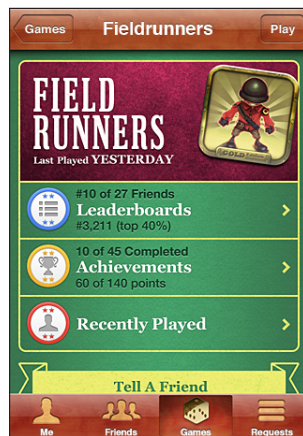 Games
Fieldrunners
Play
FIELD
RUNNERS
Last Played YESTERDAY
GOLD
#10 of 27 Friends
Leaderboards
#3,211 (top 40%)
10 of 45 Completed
Achievements
60 of 140 points
Recently Played
Tell A Friend
Me
Friends
Games
Requests